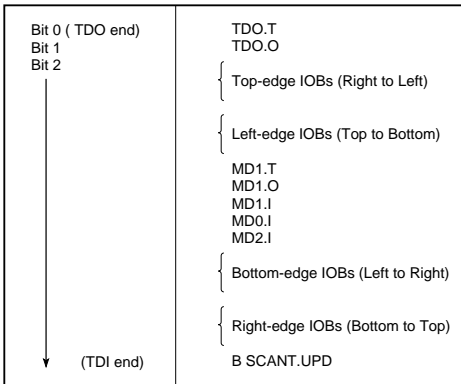 Bit 0 ( TDO end)
Bit 1
Bit 2
(TDI end)
TDO.T
TDO.O
Top-edge IOBs (Right to Left)
Left-edge IOBs (Top to Bottom)
MD1.T
MD1.O
MD1.I
MD0.I
MD2.I
Bottom-edge IOBs (Left to Right)
Right-edge IOBs (Bottom to Top)
B SCANT.UPD